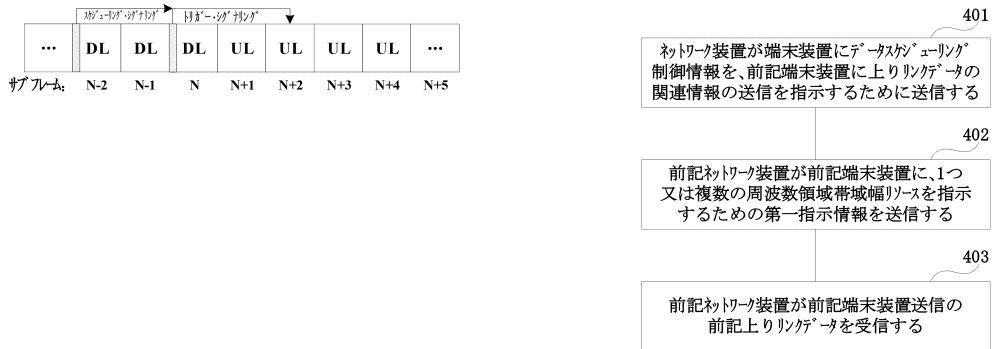 スケジューリング・シグナリング トリガー・シグナリング
… DL DL DL UL UL UL UL …
サブフレーム: N-2 N-1 N N+1 N+2 N+3 N+4 N+5
401
ネットワーク装置が端末装置にデータスケジューリング
制御情報を、前記端末装置に上りリンクデータの
関連情報の送信を指示するために送信する
402
前記ネットワーク装置が前記端末装置に、1つ
又は複数の周波数領域帯域幅リソースを指示
するための第一指示情報を送信する
403
前記ネットワーク装置が前記端末装置送信の
前記上りリンクデータを受信する